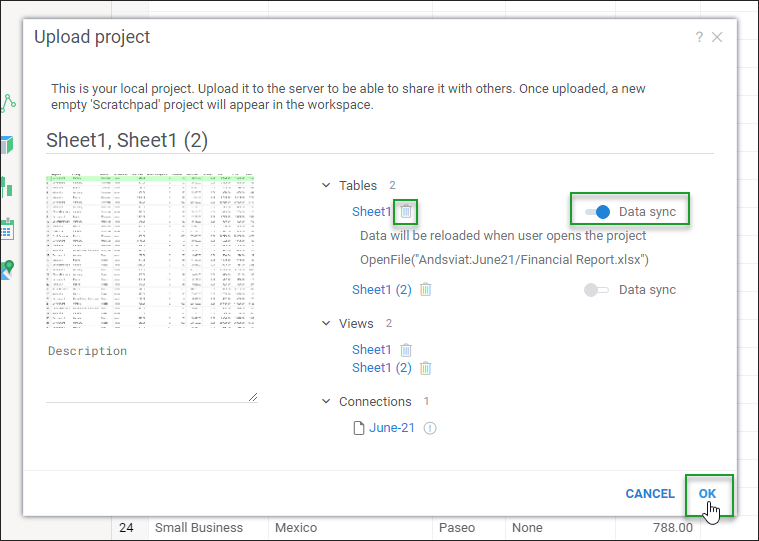 Upload project
?
This is your local project. Upload it to the server to be able to share it with others. Once uploaded, a new
empty 'Scratchpad' project will appear in the workspace.
Sheet1, Sheet1 (2)
Tables 2
Sheet1 Data sync
Data will be reloaded when user opens the project
OpenFile("Andsviat:June21/Financial Report.xlsx")
Sheet1 (2) Data sync
Views 2
Sheet1
Description
Sheet1 (2)
Connections 1
June-21
CANCEL OK
24 Small Business Mexico Paseo None 788.00